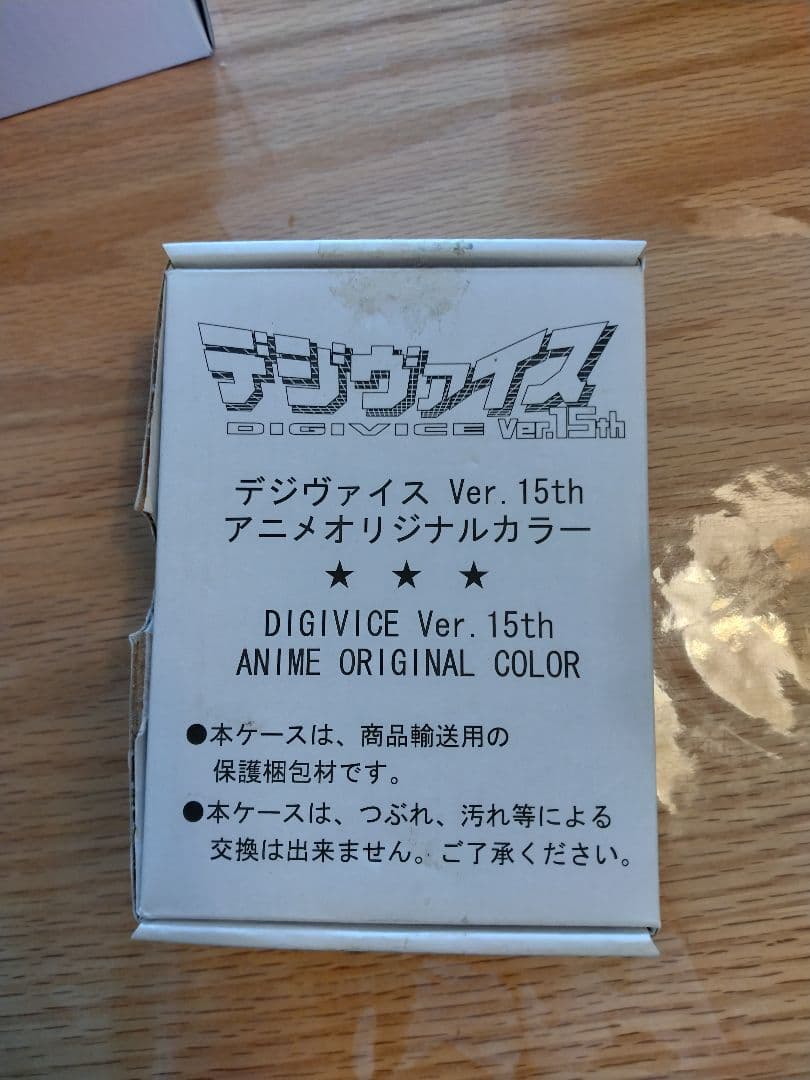 デジヴァイス
DIGIVICE Ver.15th
デジヴァイス Ver.15th
アニメオリジナルカラー
★ ★ ★
DIGIVICE Ver.15th
ANIME ORIGINAL COLOR
●本ケースは、商品輸送用の
保護梱包材です。
●本ケースは、つぶれ、汚れ等による
交換は出来ません。ご了承ください。